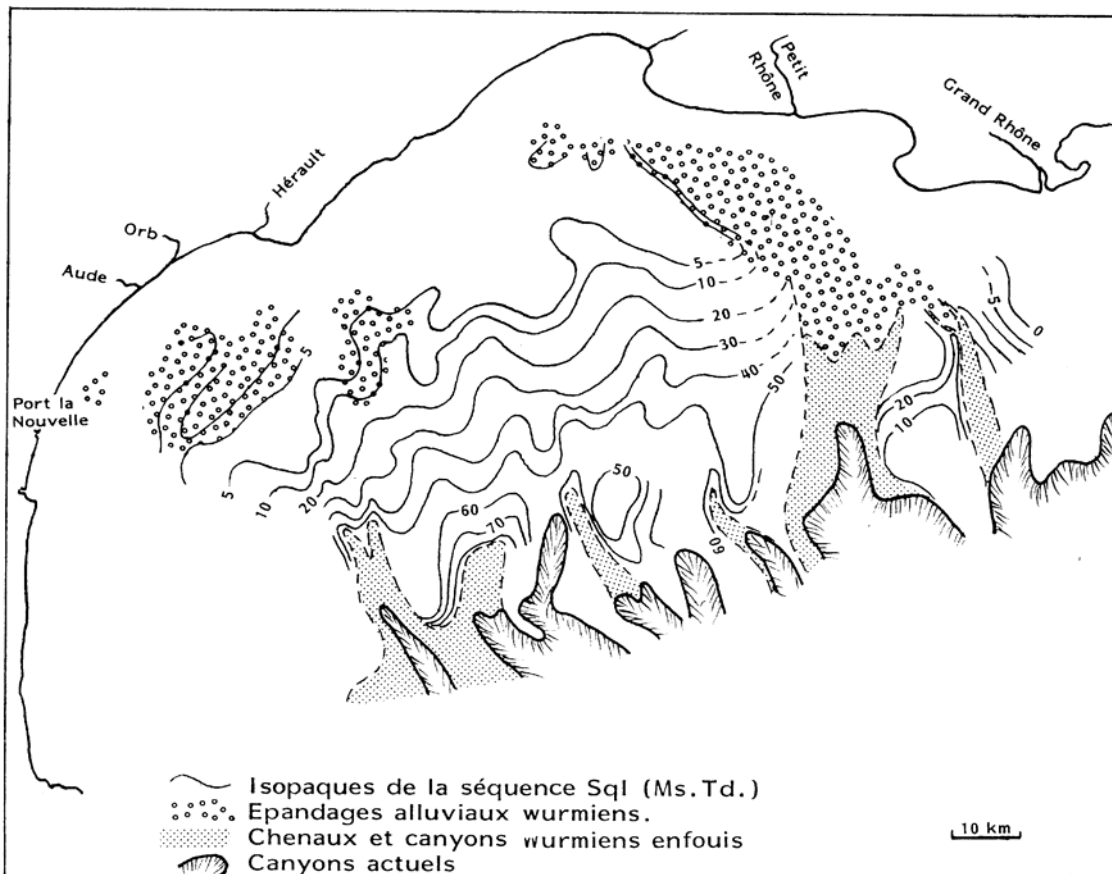 Petit
Rhône
Grand Rhône
Hérault
Orb
Aude
Port la
Nouvelle
5
10
20
30
40
50
5
0
5
20
10
5
10
20
50
60
70
60
Isopaques de la séquence Sql (Ms.Td.)
Epandages alluviaux wurmiens.
Chenaux et canyons wurmiens enfouis
Canyons actuels
10 km